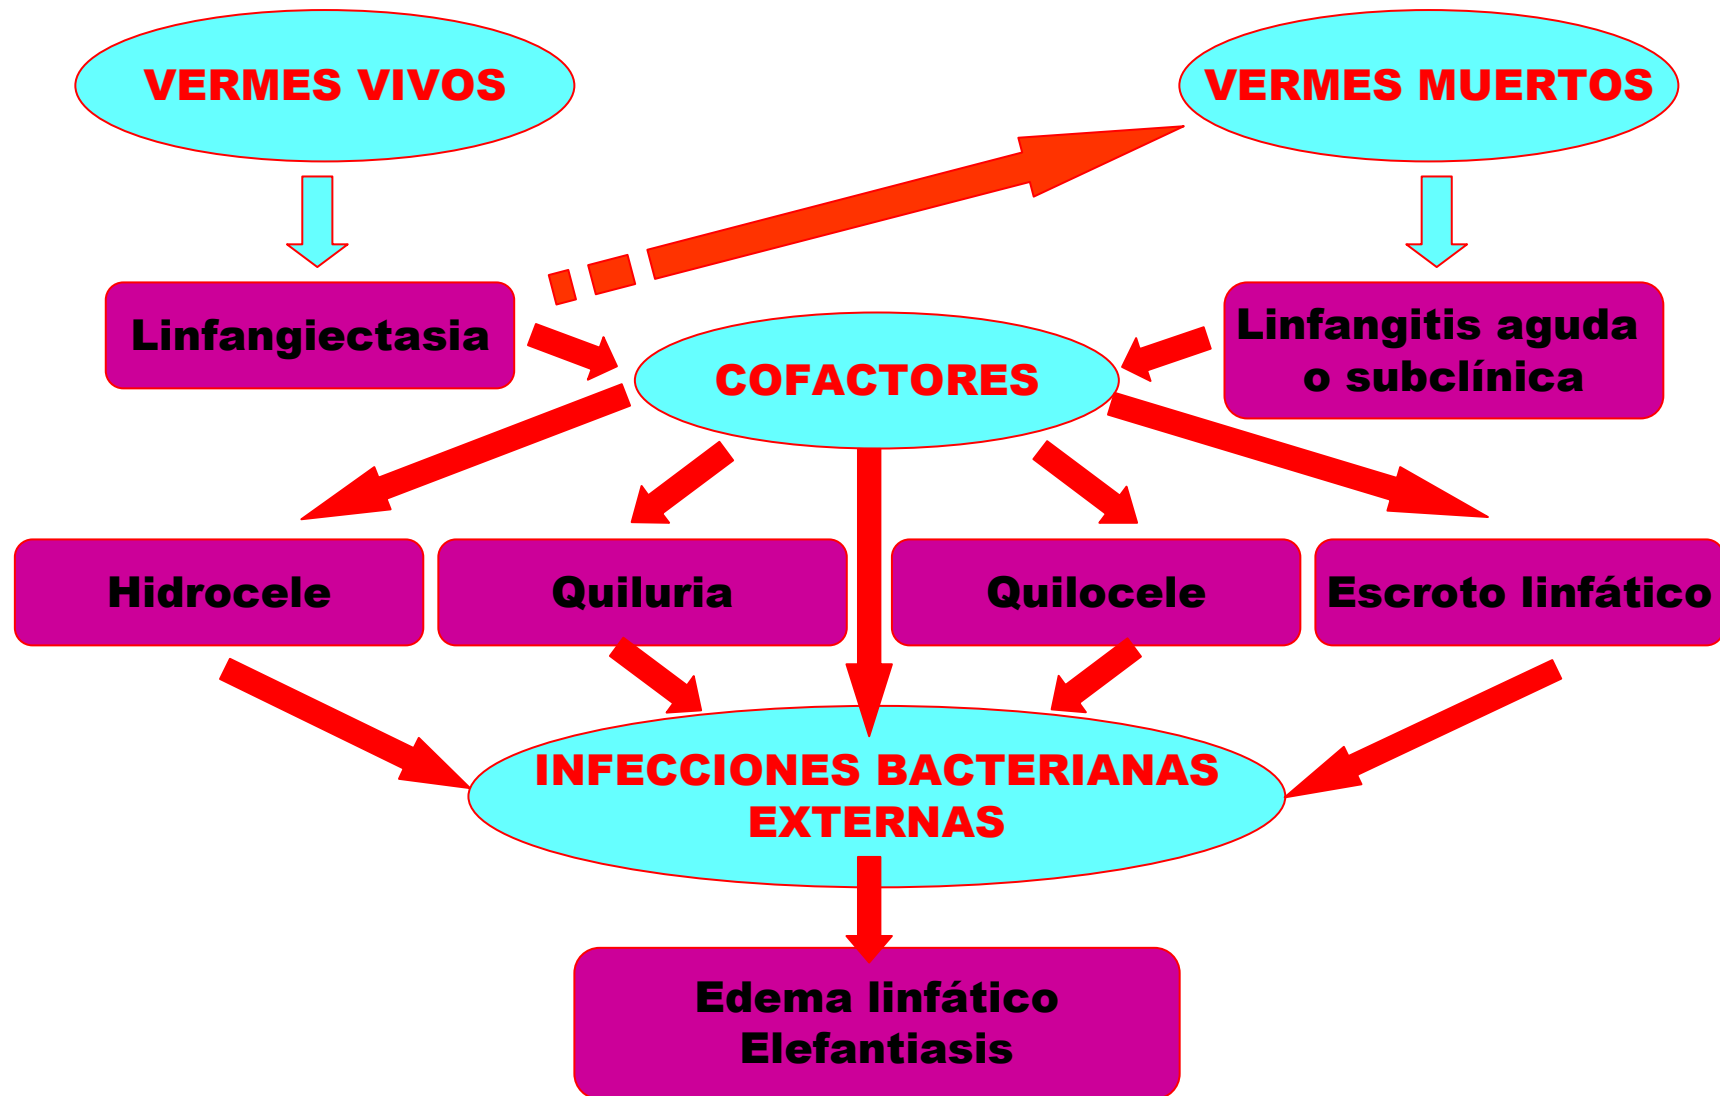 VERMES VIVOS
VERMES MUERTOS
Linfangiectasia
Linfangitis aguda
o subclínica
COFACTORES
Hidrocele
Quiluria
Quilocele
Escroto linfático
INFECCIONES BACTERIANAS
EXTERNAS
Edema linfático
Elefantiasis